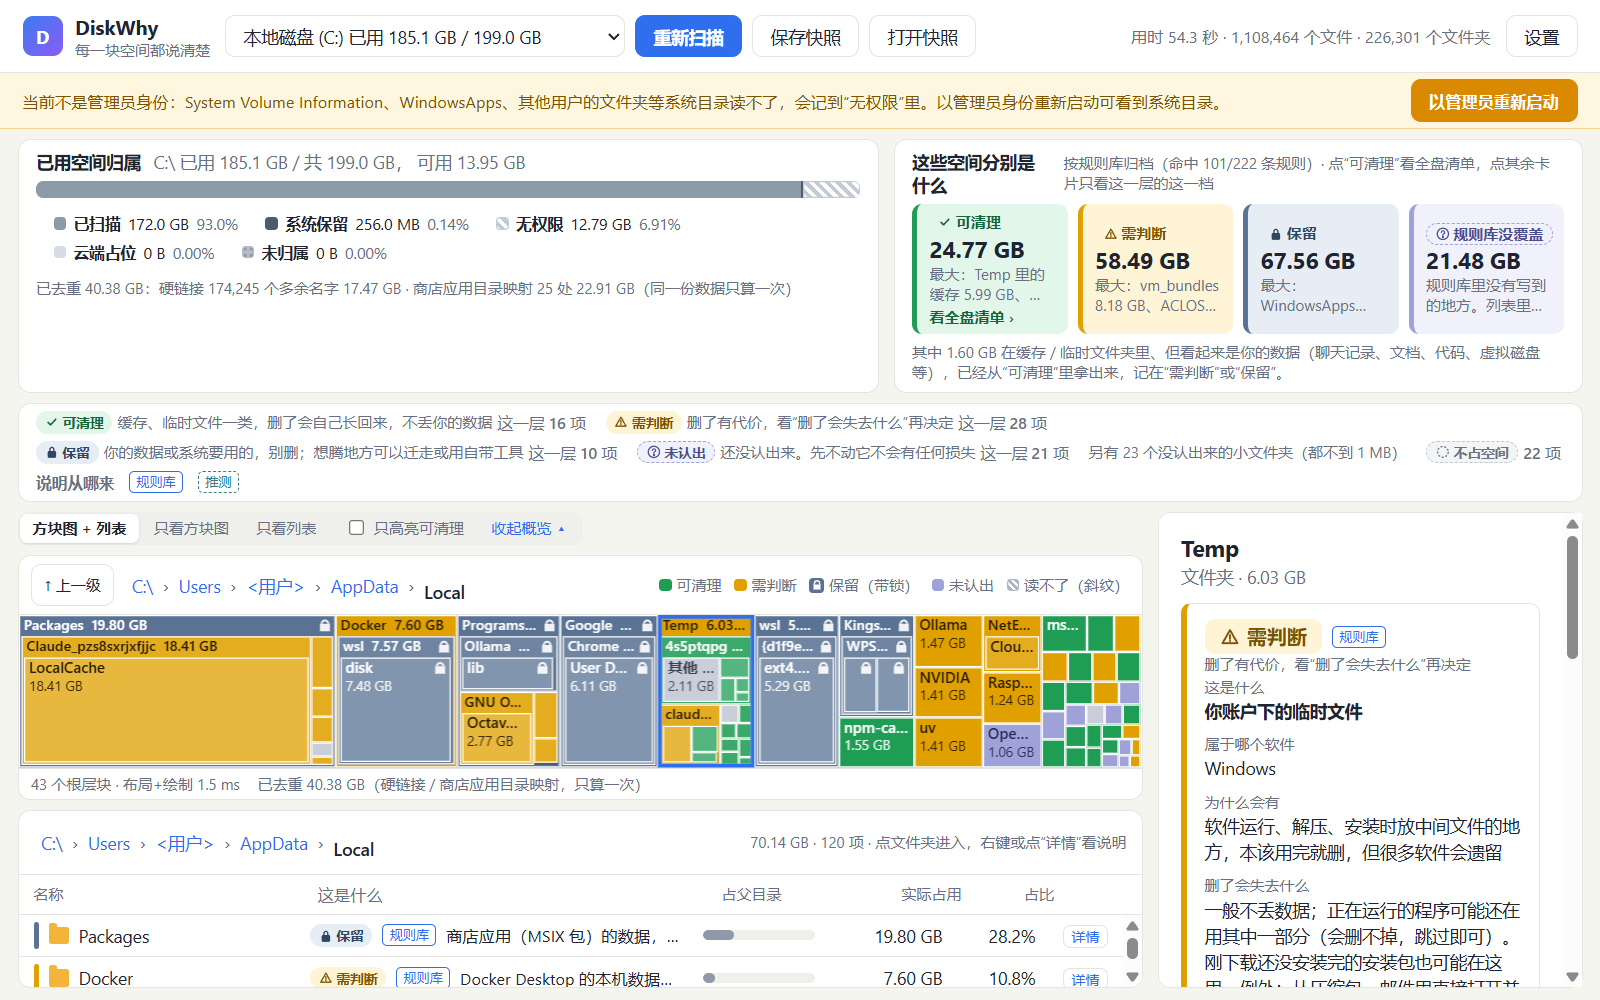 D
DiskWhy
每一块空间都说清楚
本地磁盘 (C:) 已用 185.1 GB / 199.0 GB
重新扫描
保存快照
打开快照
用时 54.3 秒 · 1,108,464 个文件 · 226,301 个文件夹
设置
当前不是管理员身份：System Volume Information、WindowsApps、其他用户的文件夹等系统目录读不了，会记到“无权限”里。以管理员身份重新启动可看到系统目录。
以管理员重新启动
已用空间归属 C:\ 已用 185.1 GB / 共 199.0 GB， 可用 13.95 GB
已扫描 172.0 GB 93.0% 系统保留 256.0 MB 0.14% 无权限 12.79 GB 6.91%
云端占位 0 B 0.00% 未归属 0 B 0.00%
已去重 40.38 GB：硬链接 174,245 个多余名字 17.47 GB · 商店应用目录映射 25 处 22.91 GB（同一份数据只算一次）
这些空间分别是
什么
按规则库归档（命中 101/222 条规则）· 点“可清理”看全盘清单，点其余卡
片只看这一层的这一档
可清理
24.77 GB
最大：Temp 里的
缓存 5.99 GB、...
看全盘清单 ›
需判断
58.49 GB
最大：vm_bundles
8.18 GB、ACLOS...
保留
67.56 GB
最大：
WindowsApps...
规则库没覆盖
21.48 GB
规则库里没有写到
的地方。列表里...
其中 1.60 GB 在缓存 / 临时文件夹里、但看起来是你的数据（聊天记录、文档、代码、虚拟磁盘
等），已经从“可清理”里拿出来，记在“需判断”或“保留”。
可清理 缓存、临时文件一类，删了会自己长回来，不丢你的数据 这一层 16 项 需判断 删了有代价，看“删了会失去什么”再决定 这一层 28 项
保留 你的数据或系统要用的，别删；想腾地方可以迁走或用自带工具 这一层 10 项 未认出 还没认出来。先不动它不会有任何损失 这一层 21 项 另有 23 个没认出来的小文件夹（都不到 1 MB） 不占空间 22 项
说明从哪来 规则库 推测
方块图 + 列表 只看方块图 只看列表 只高亮可清理 收起概览
↑ 上一级
C:\ › Users › <用户> › AppData › Local
可清理 需判断 保留（带锁） 未认出 读不了（斜纹）
Packages 19.80 GB
Claude_pzs8sxrjxfjjc 18.41 GB
LocalCache
18.41 GB
Docker 7.60 GB
wsl 7.57 GB
disk
7.48 GB
Programs...
Ollama ...
lib
GNU O...
Octav...
2.77 GB
Google ...
Chrome ...
User D...
6.11 GB
Temp 6.03...
4s5ptqpg ...
其他 ...
2.11 GB
claud...
wsl 5....
{d1f9e...
ext4....
5.29 GB
Kings...
WPS...
npm-ca...
1.55 GB
Ollama
1.47 GB
NVIDIA
1.41 GB
uv
1.41 GB
NetE...
Clou...
Rasp...
1.24 GB
Ope...
1.06 GB
ms...
43 个根层块 · 布局+绘制 1.5 ms 已去重 40.38 GB（硬链接 / 商店应用目录映射，只算一次）
C:\ › Users › <用户> › AppData › Local
70.14 GB · 120 项 · 点文件夹进入，右键或点“详情”看说明
名称 这是什么 占父目录 实际占用 占比
Packages 保留 规则库 商店应用（MSIX 包）的数据，... 19.80 GB 28.2% 详情
Docker 需判断 规则库 Docker Desktop 的本机数据... 7.60 GB 10.8% 详情
Temp
文件夹 · 6.03 GB
需判断 规则库
删了有代价，看“删了会失去什么”再决定
这是什么
你账户下的临时文件
属于哪个软件
Windows
为什么会有
软件运行、解压、安装时放中间文件的地
方，本该用完就删，但很多软件会遗留
删了会失去什么
一般不丢数据；正在运行的程序可能还在
用其中一部分（会删不掉，跳过即可）。
刚下载还没安装完的安装包也可能在这